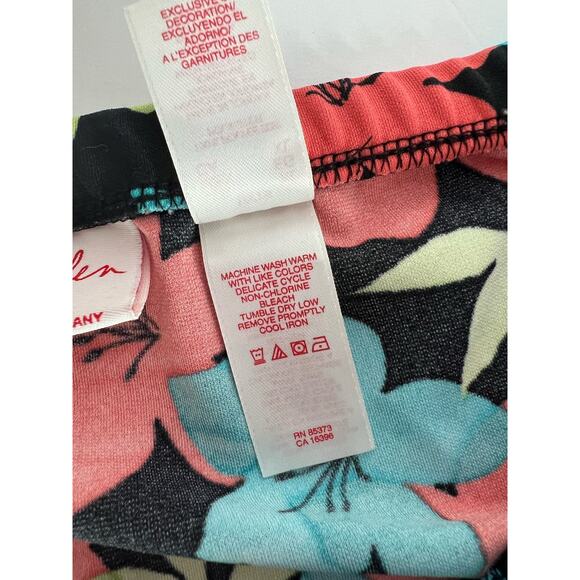 EXCLUSIVE OF
DECORATION/
EXCLUYENDO EL
ADORNO/
A L'EXCEPTION DES
GARNITURES
MACHINE WASH WARM
WITH LIKE COLORS
DELICATE CYCLE
NON-CHLORINE
BLEACH
TUMBLE DRY LOW
REMOVE PROMPTLY
COOL IRON
RN 85373
CA 16396
len
ANY